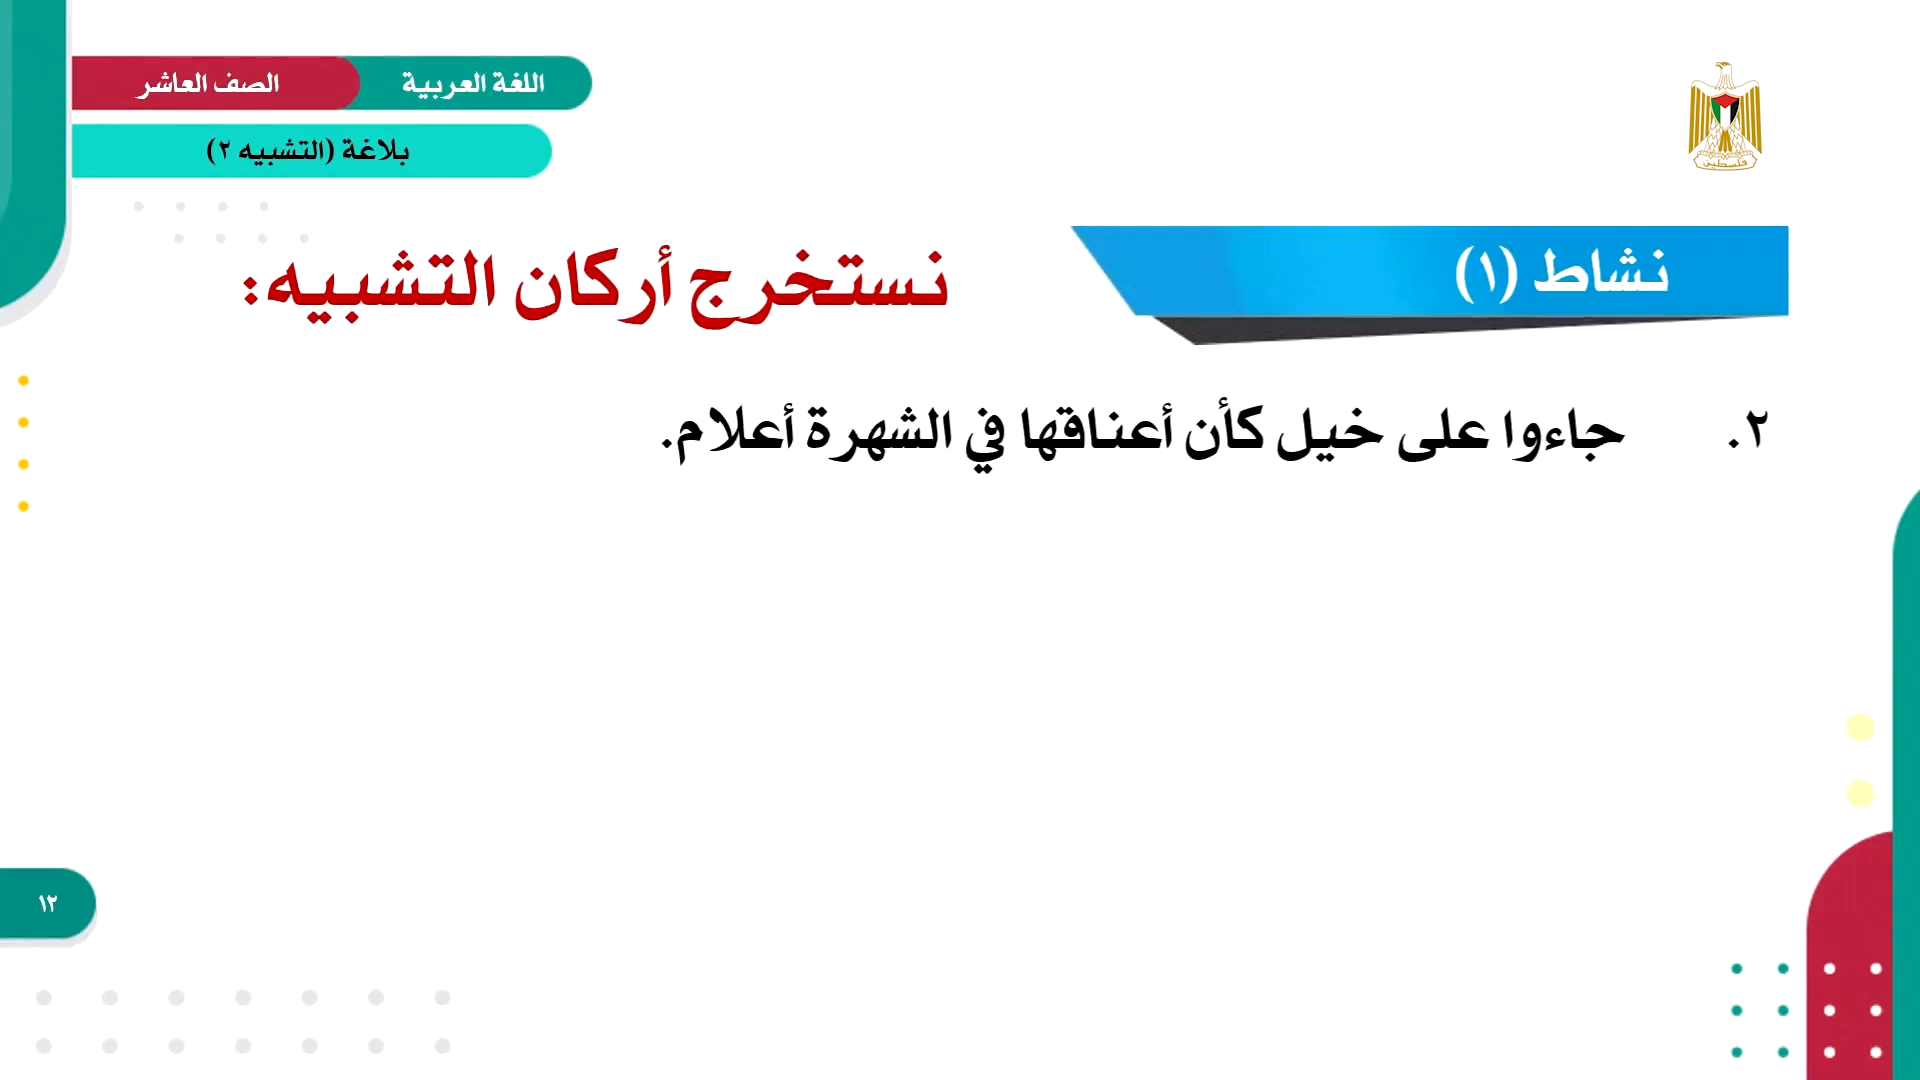 اللغة العربية
الصف العاشر
بلاغة (التشبيه ٢)
فلسطين
نشاط (١)
نستخرج أركان التشبيه:
٢. جاءوا على خيل كأن أعناقها في الشهرة أعلام.
١٢